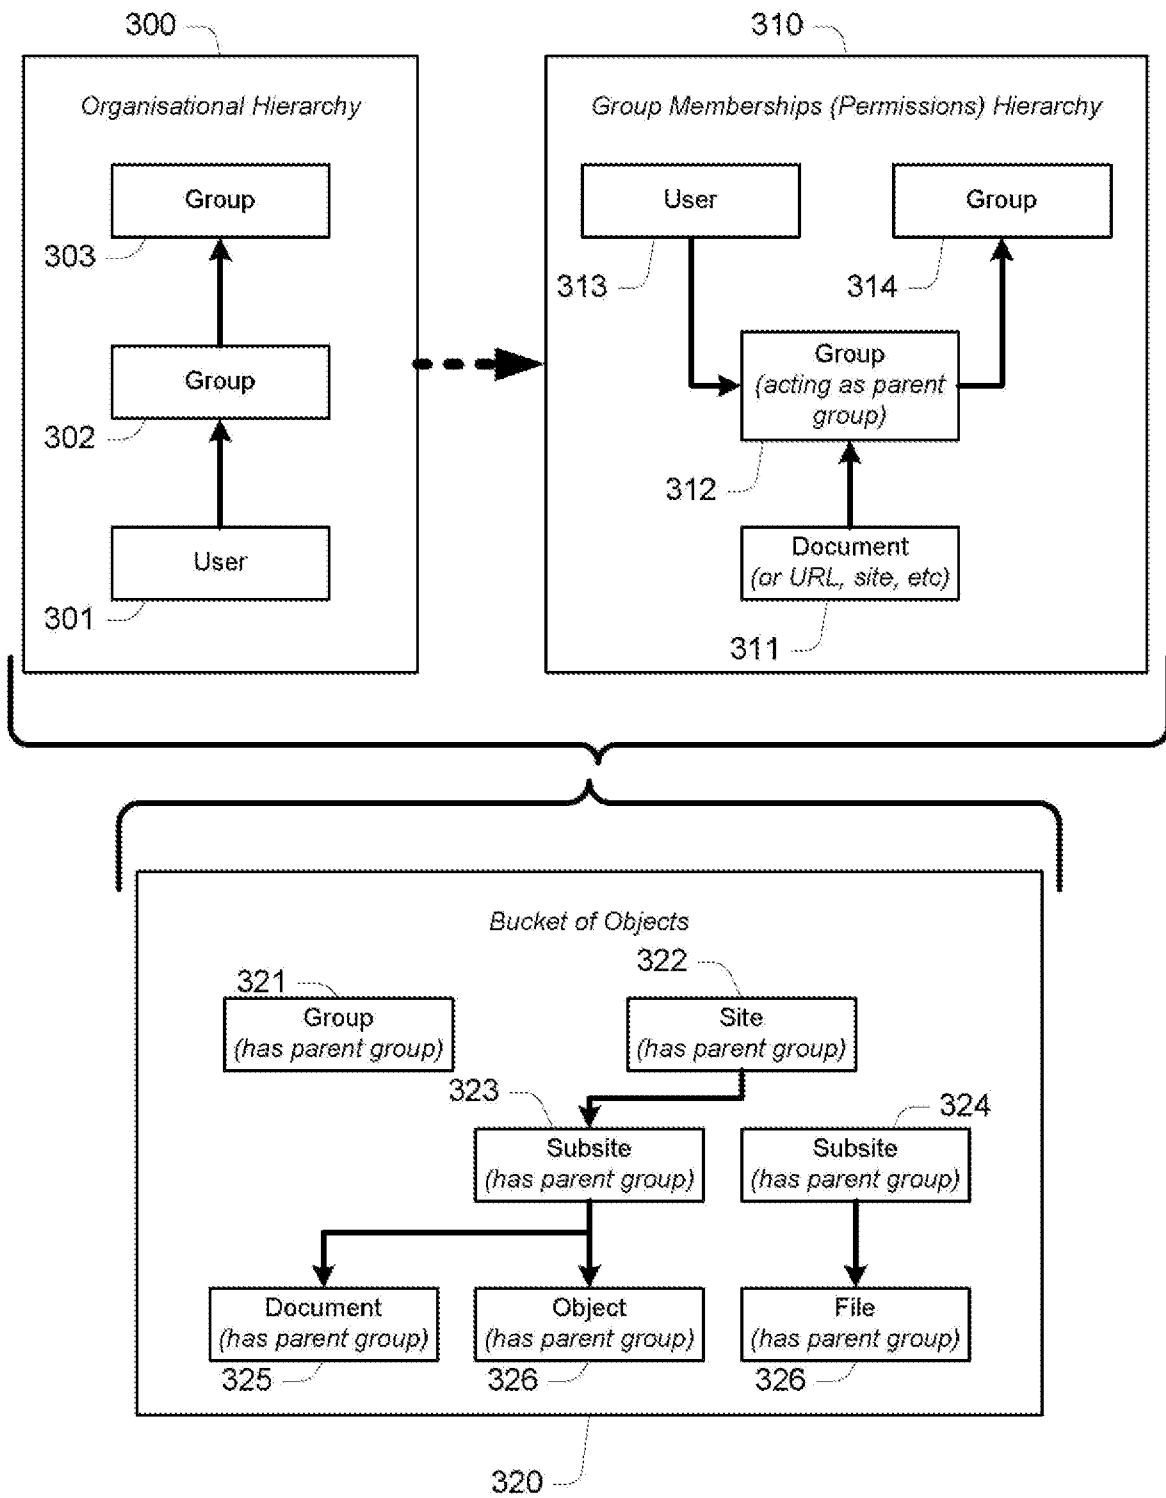 300
310
Organisational Hierarchy
Group Memberships (Permissions) Hierarchy
Group
303
Group
302
User
301
User
313
Group
314
Group
(acting as parent
group)
312
Document
(or URL, site, etc)
311
Bucket of Objects
321
Group
(has parent group)
322
Site
(has parent group)
323
Subsite
(has parent group)
324
Subsite
(has parent group)
Document
(has parent group)
325
Object
(has parent group)
326
File
(has parent group)
326
320